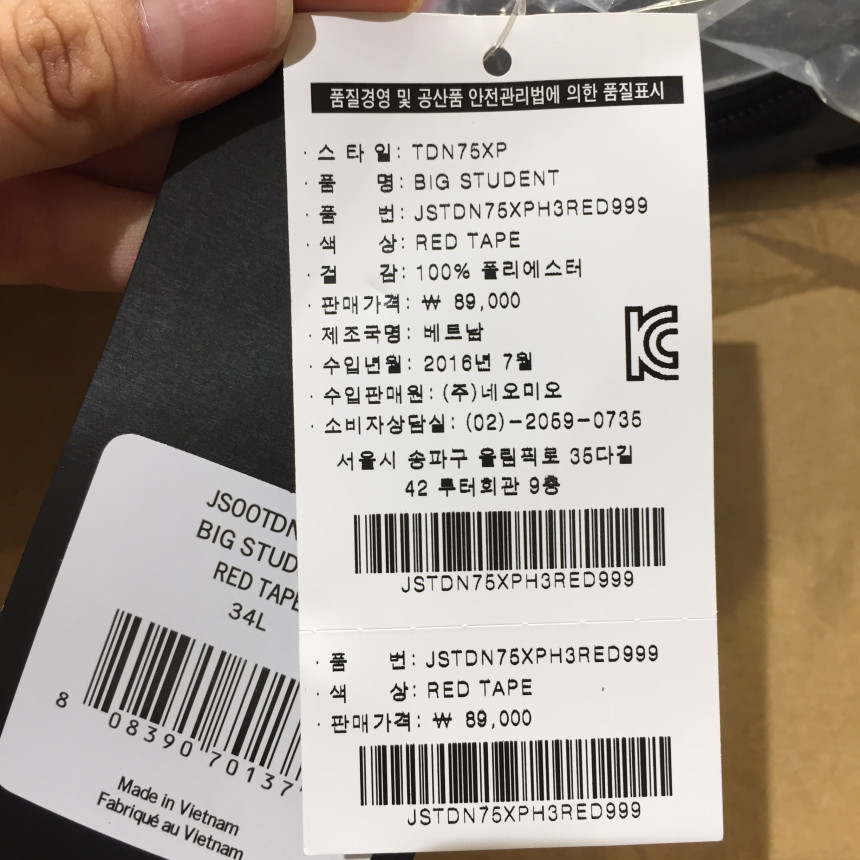 품질경영 및 공산품 안전관리법에 의한 품질표시
· 스 타 일: TDN75XP
· 품 명: BIG STUDENT
· 품 번: JSTDN75XPH3RED999
· 색 상: RED TAPE
· 겉 감: 100% 폴리에스터
· 판매가격: ₩ 89,000
· 제조국명: 베트남
· 수입년월: 2016년 7월
· 수입판매원: (주)네오미오
· 소비자상담실: (02)-2059-0735
서울시 송파구 올림픽로 35다길
42 루터회관 9층
JSTDN75XPH3RED999
· 품 번: JSTDN75XPH3RED999
· 색 상: RED TAPE
· 판매가격: ₩ 89,000
JSTDN75XPH3RED999
KC
JS00TDN
BIG STUD
RED TAPE
34L
8 08390 70137
Made in Vietnam
Fabriqué au Vietnam